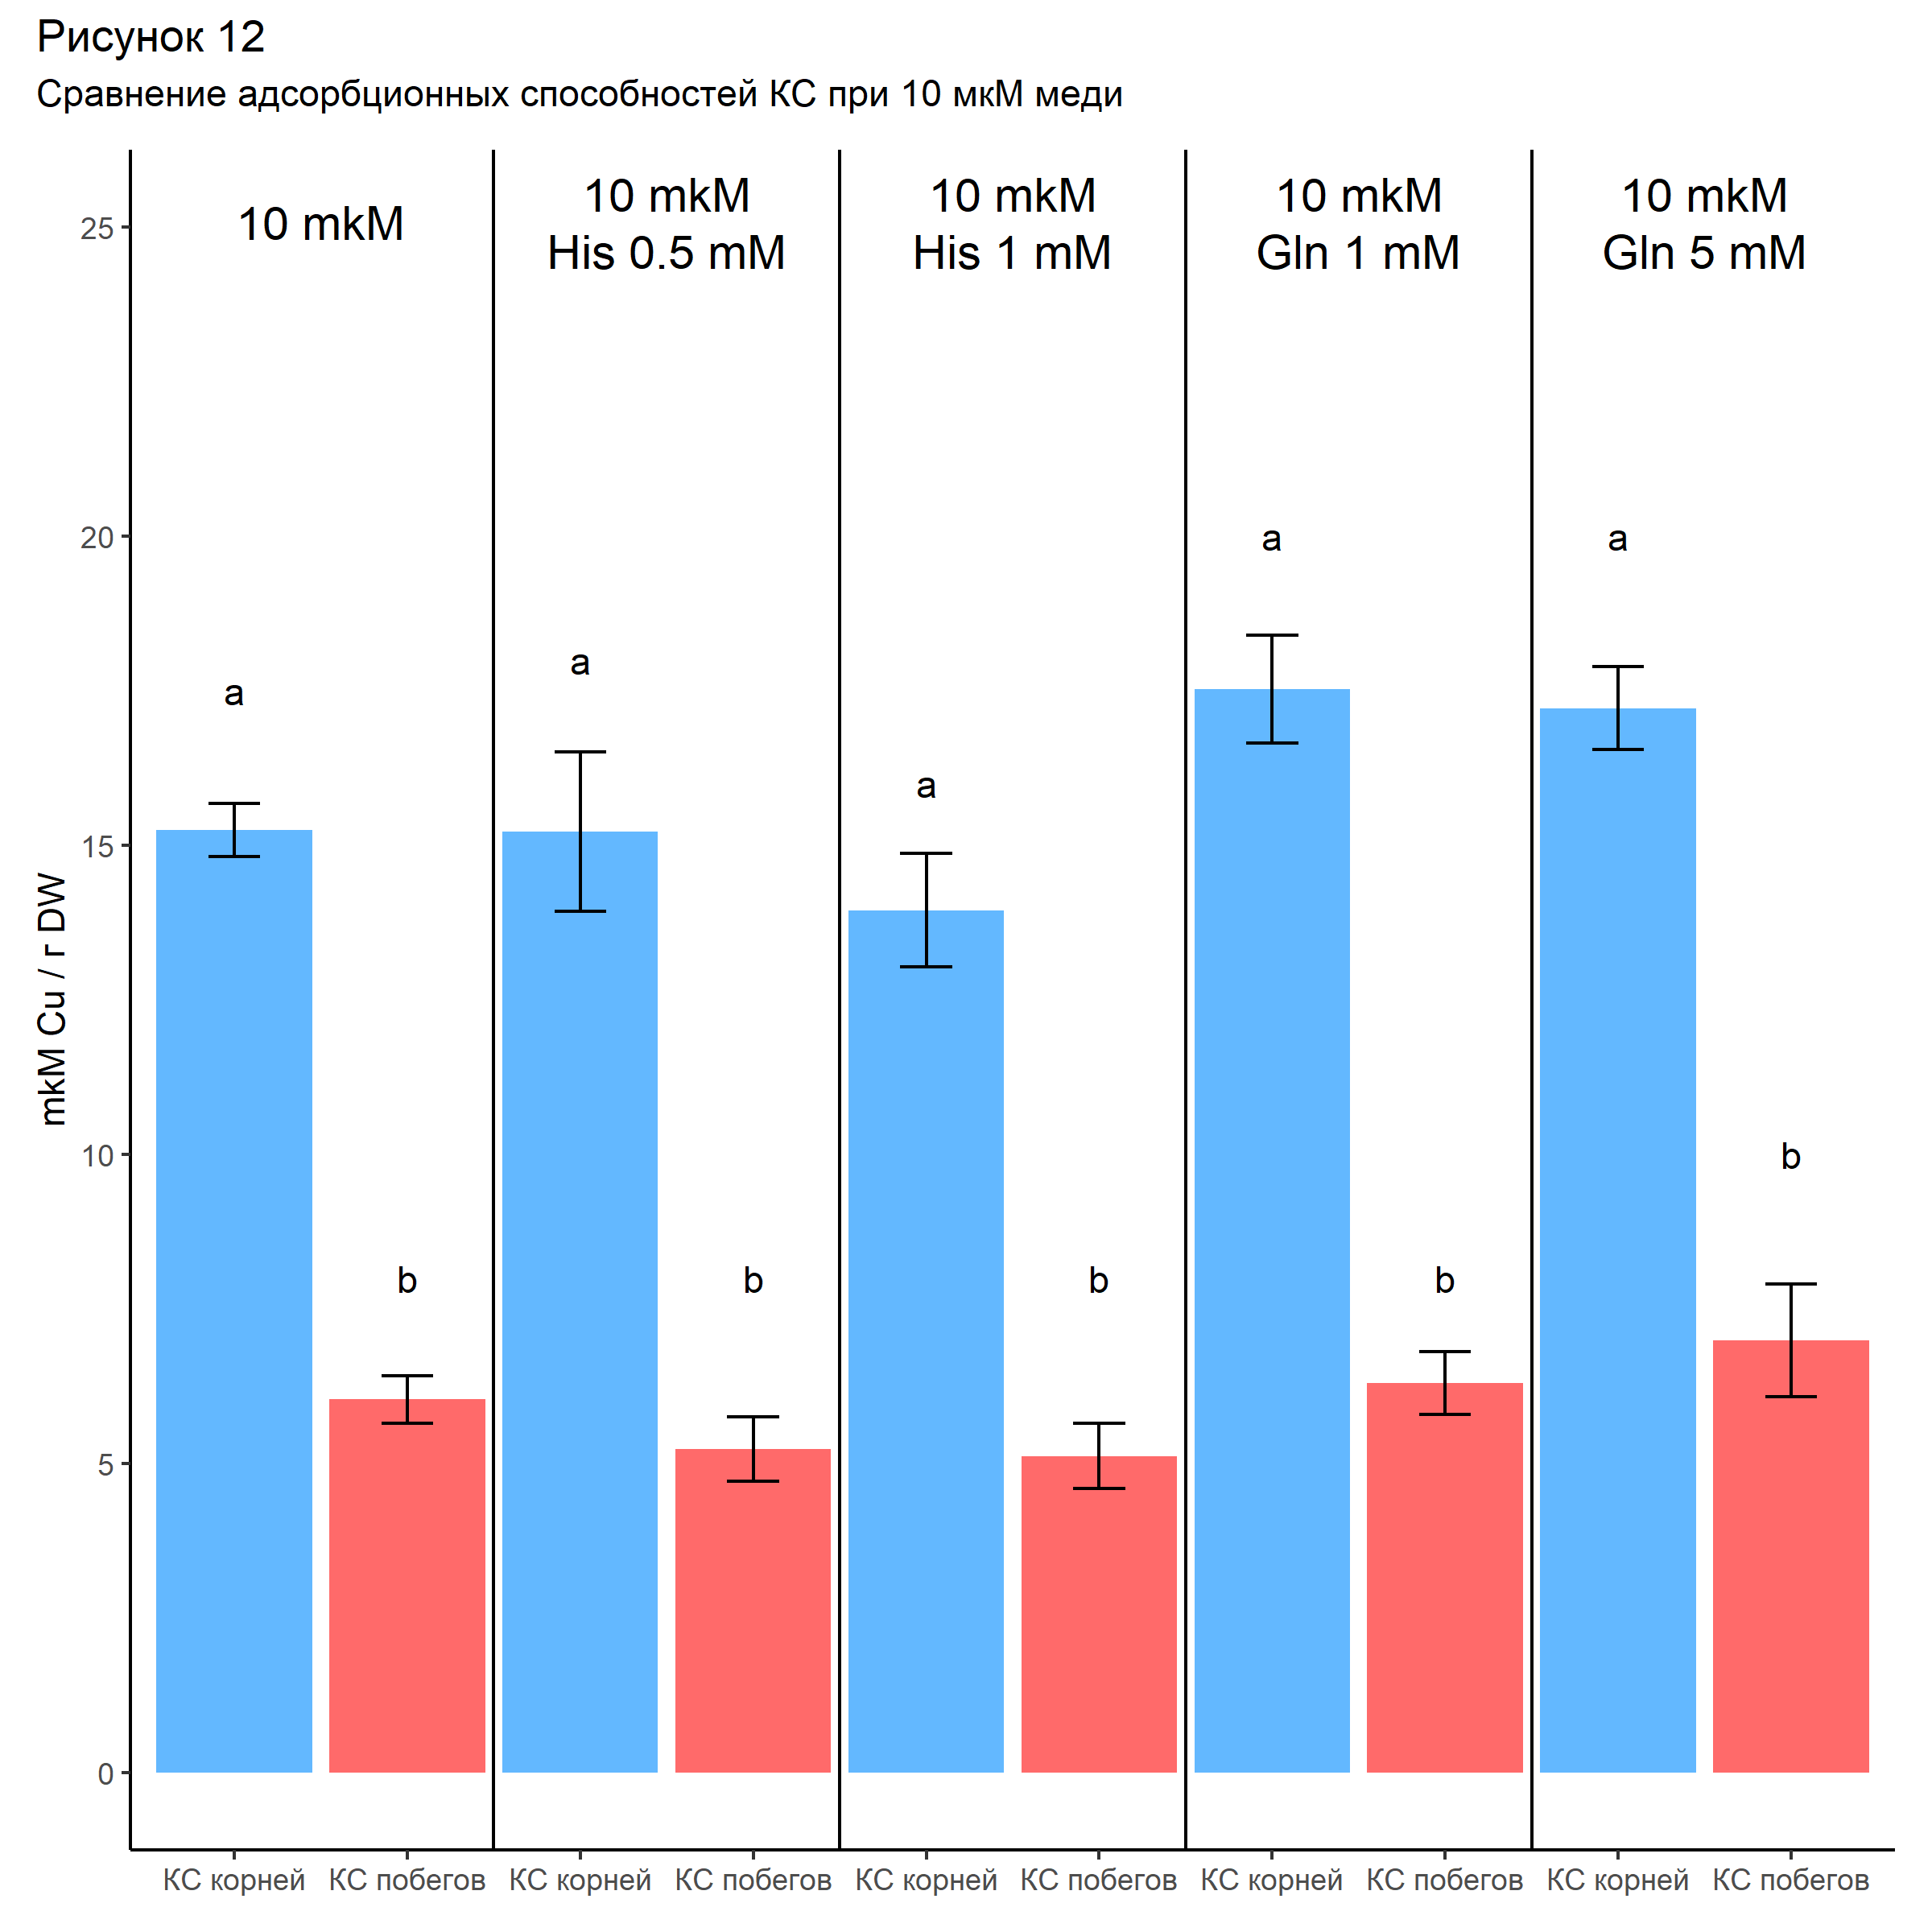 Рисунок 12
Сравнение адсорбционных способностей КС при 10 мкМ меди
10 mkM
10 mkM
His 0.5 mM
10 mkM
His 1 mM
10 mkM
Gln 1 mM
10 mkM
Gln 5 mM
mkM Cu / г DW
25
20
15
10
5
0
a
b
a
b
a
b
a
b
a
b
КС корней
КС побегов
КС корней
КС побегов
КС корней
КС побегов
КС корней
КС побегов
КС корней
КС побегов